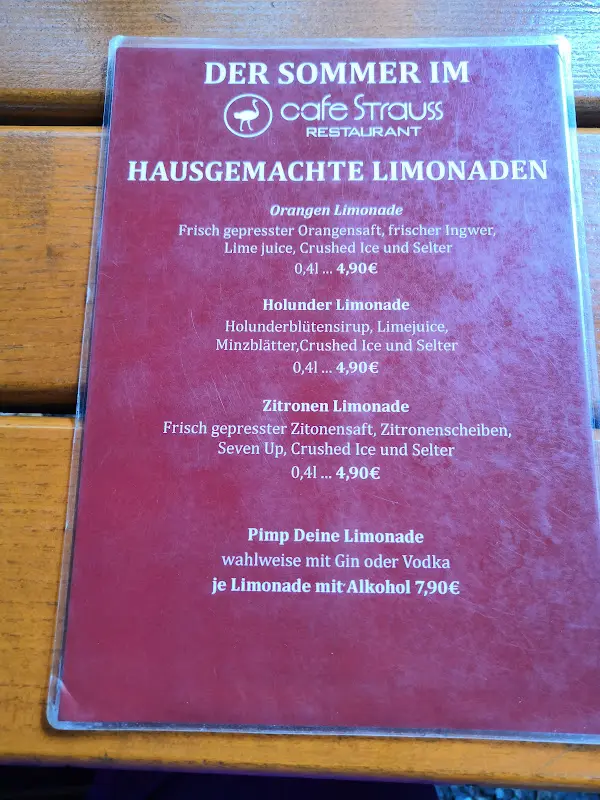 DER SOMMER IM
cafe Strauss
RESTAURANT
HAUSGEMACHTE LIMONADEN
Orangen Limonade
Frisch gepresster Orangensaft, frischer Ingwer,
Lime juice, Crushed Ice und Selter
0,4l ... 4,90€
Holunder Limonade
Holunderblütensirup, Limejuice,
Minzblätter,Crushed Ice und Selter
0,4l ... 4,90€
Zitronen Limonade
Frisch gepresster Zitonensaft, Zitronenscheiben,
Seven Up, Crushed Ice und Selter
0,4l ... 4,90€
Pimp Deine Limonade
wahlweise mit Gin oder Vodka
je Limonade mit Alkohol 7,90€